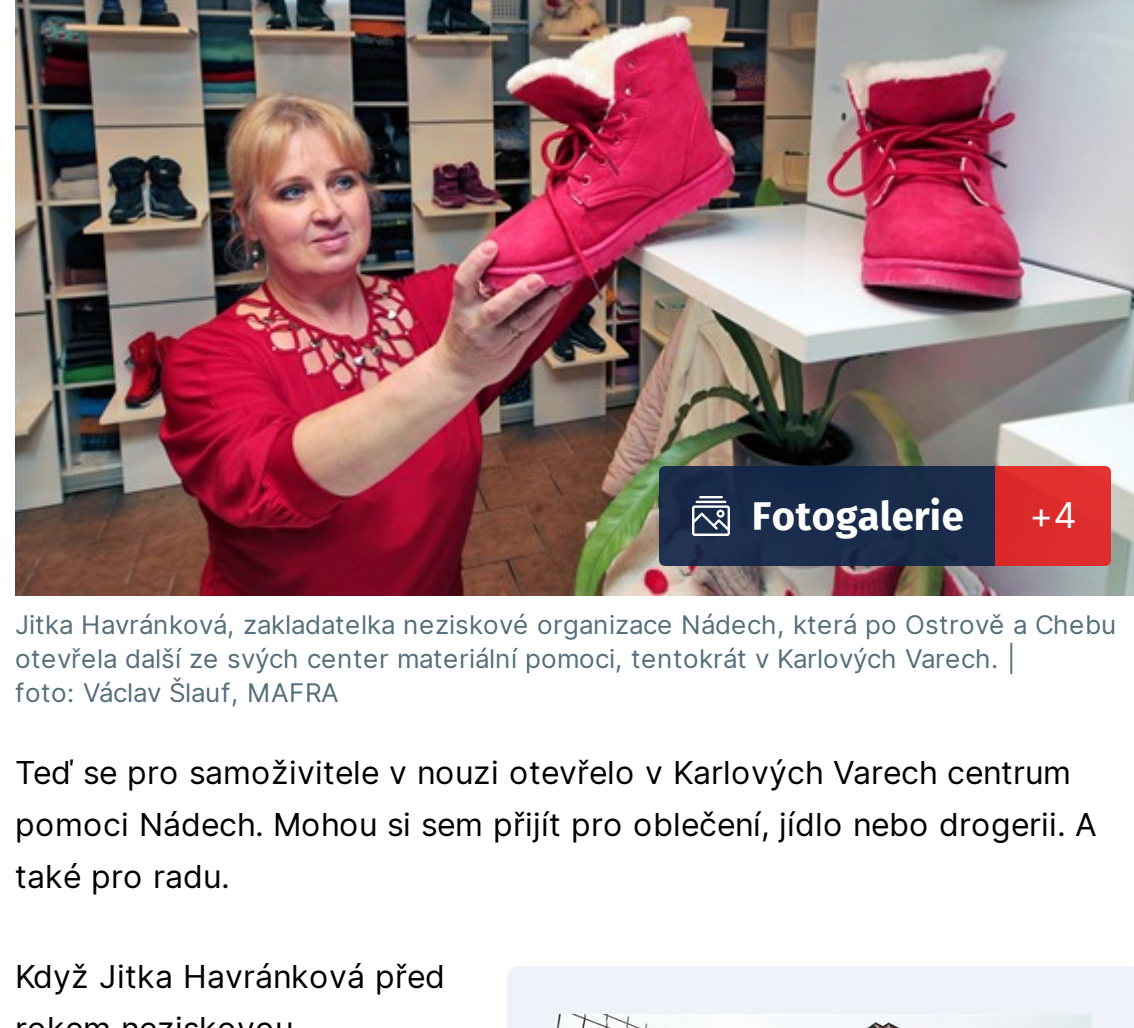 Fotogalerie +4
Jitka Havránková, zakladatelka neziskové organizace Nádech, která po Ostrově a Chebu
otevřela další ze svých center materiální pomoci, tentokrát v Karlových Varech. |
foto: Václav Šlauf, MAFRA
Teď se pro samoživitele v nouzi otevřelo v Karlových Varech centrum
pomoci Nádech. Mohou si sem přijít pro oblečení, jídlo nebo drogerii. A
také pro radu.
Když Jitka Havránková před
rokem neziskovou